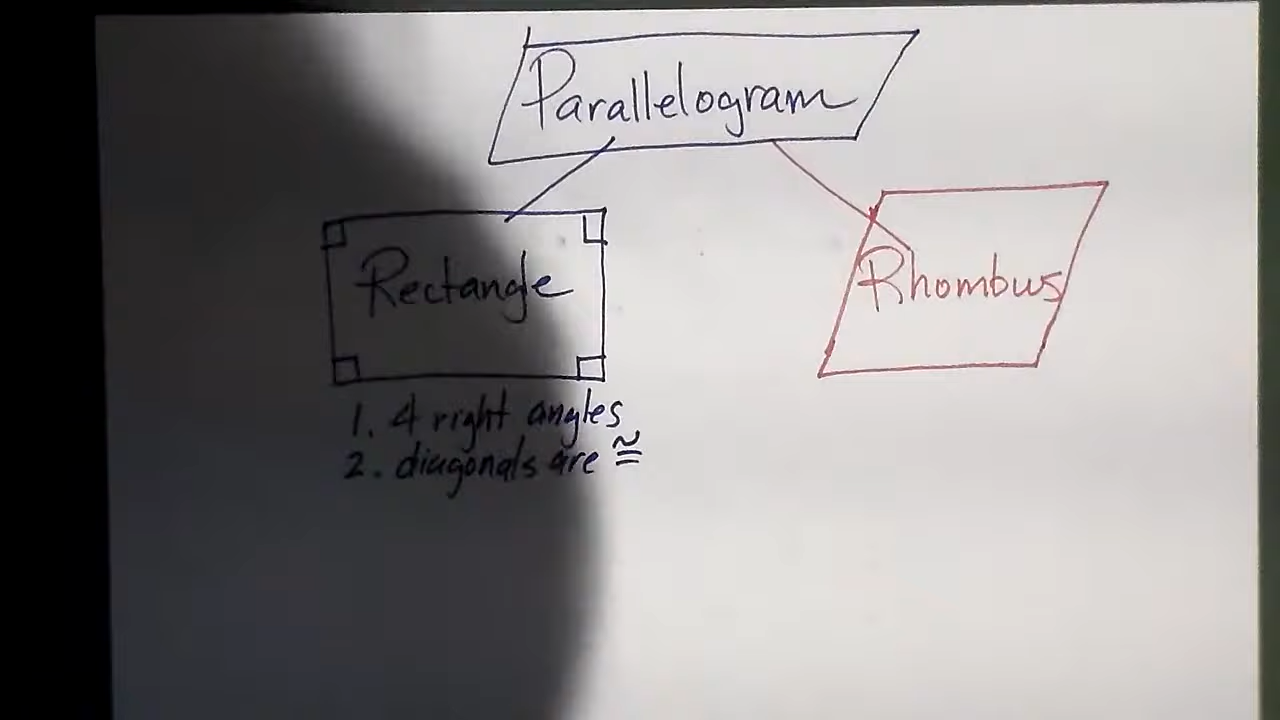 Parallelogram
Rectangle
Rhombus
1. 4 right angles
2. diagonals are ≅